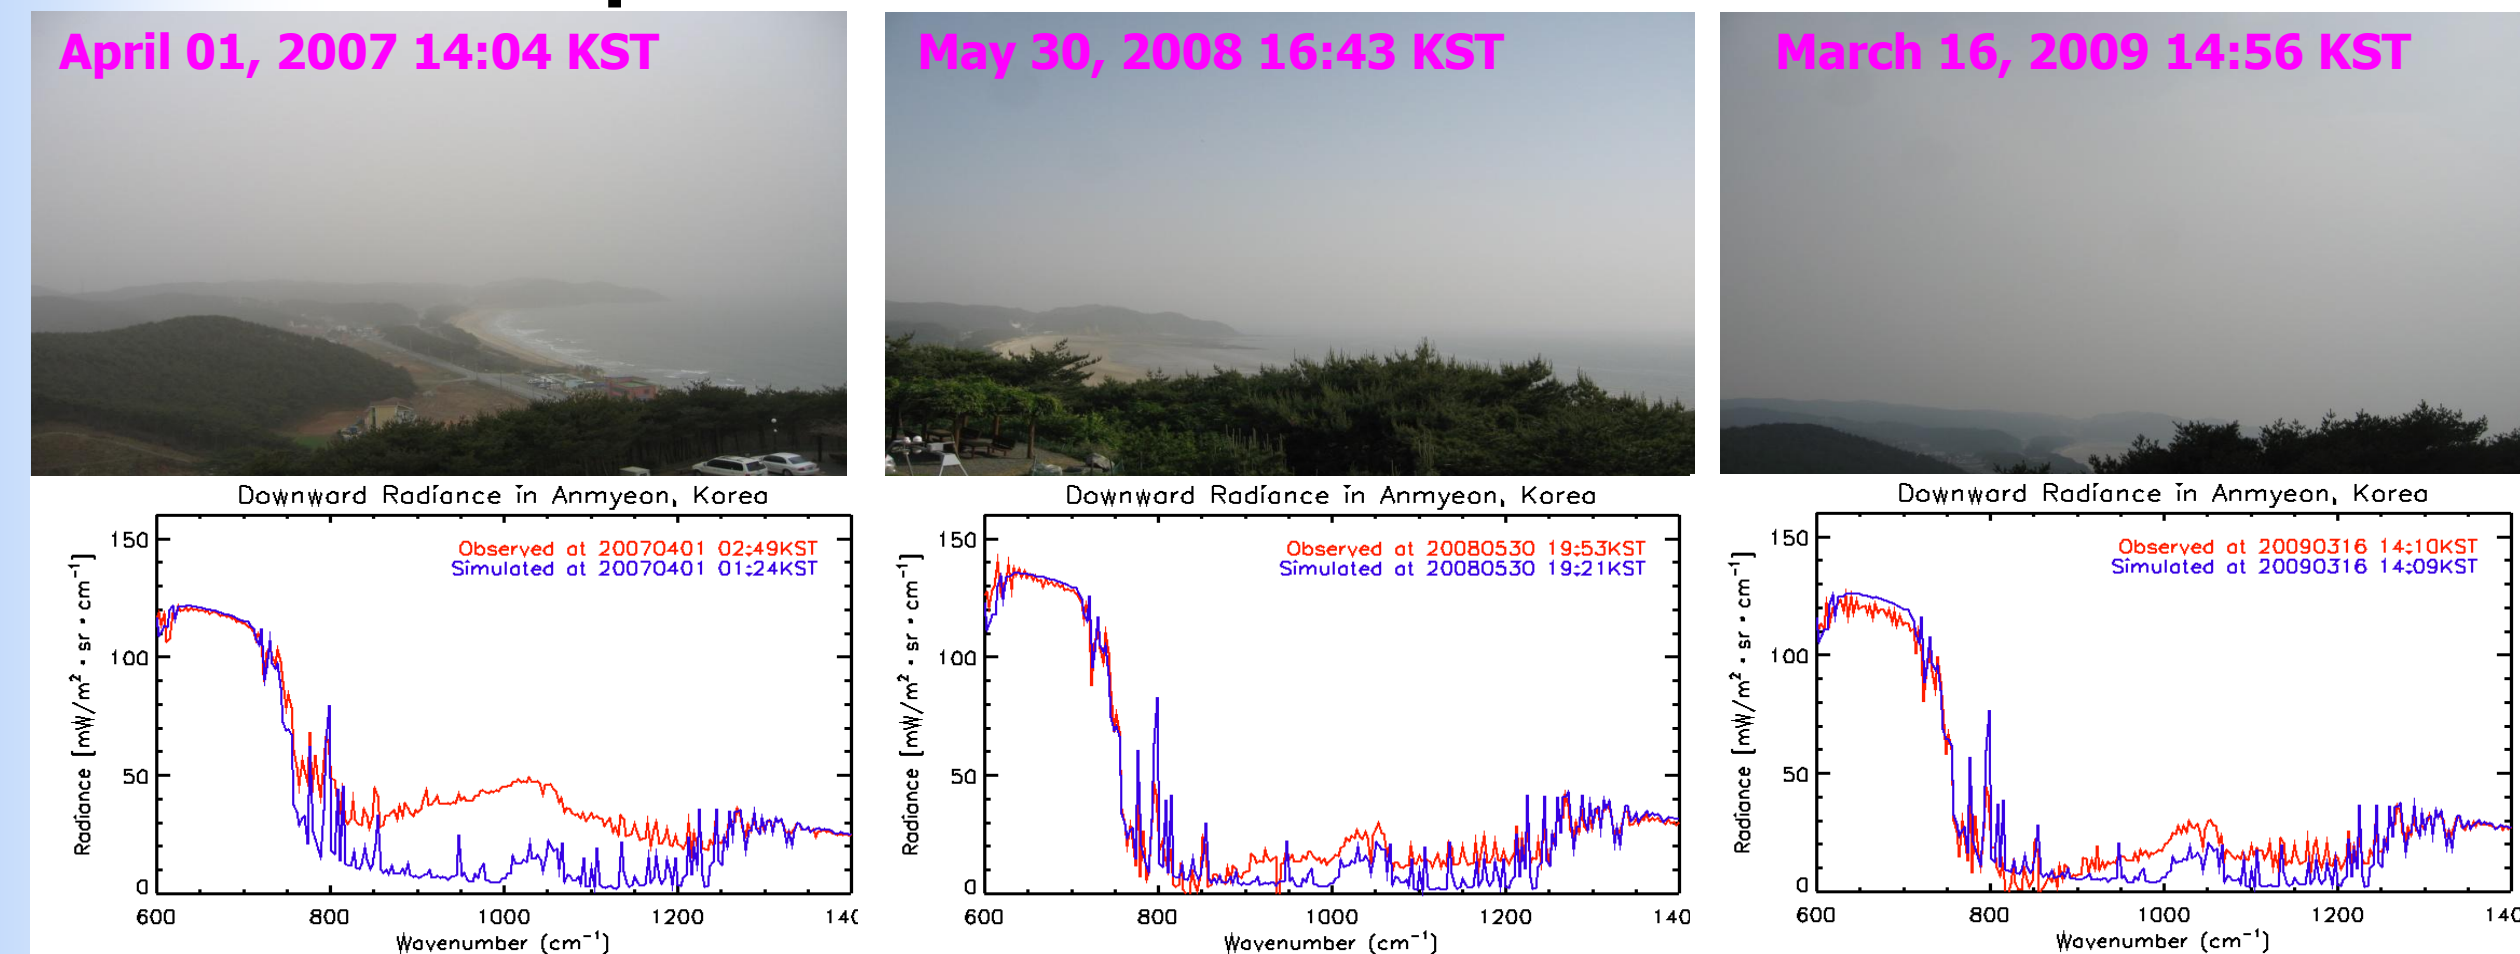 April 01, 2007 14:04 KST
May 30, 2008 16:43 KST
March 16, 2009 14:56 KST
Downward Radiance in Anmyeon, Korea
Observed at 20070401 02:49KST
Simulated at 20070401 01:24KST
Radiance [mW/m² • sr • cm⁻¹]
150
100
50
0
600 800 1000 1200 140
Wavenumber (cm⁻¹)
Downward Radiance in Anmyeon, Korea
Observed at 20080530 19:53KST
Simulated at 20080530 19:21KST
Radiance [mW/m² • sr • cm⁻¹]
150
100
50
0
600 800 1000 1200 140
Wavenumber (cm⁻¹)
Downward Radiance in Anmyeon, Korea
Observed at 20090316 14:10KST
Simulated at 20090316 14:09KST
Radiance [mW/m² • sr • cm⁻¹]
150
100
50
0
600 800 1000 1200 140
Wavenumber (cm⁻¹)